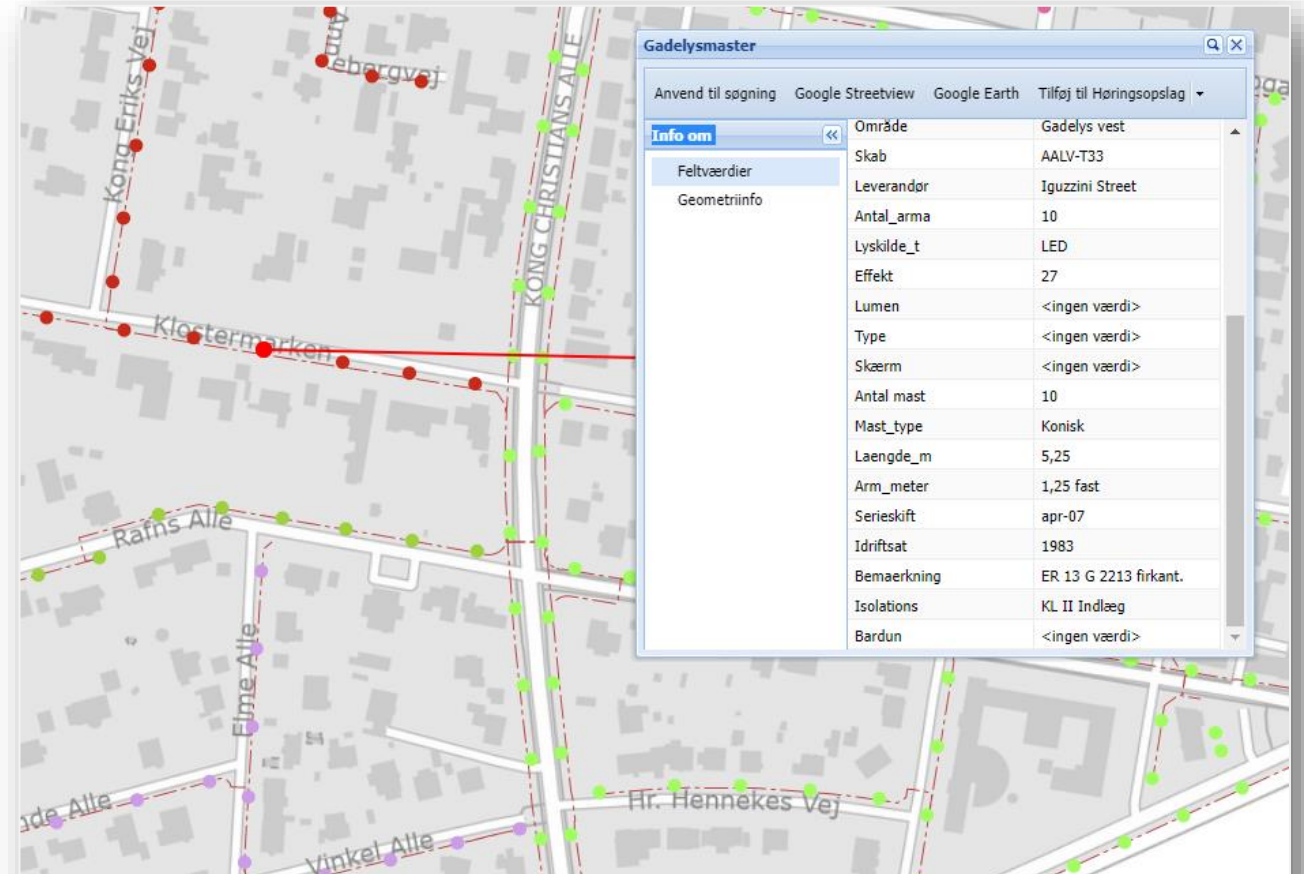 Kong Eriks Vej
ebergvej
KONG CHRISTIANS ALLE
Klostermarken
Rafns Alle
Elme Alle
Alle
Vinkel Alle
Hr. Hennekes Vej
Gadelysmaster
Anvend til søgning Google Streetview Google Earth Tilføj til Høringsopslag
Info om
Feltværdier
Geometriinfo
Område Gadelys vest
Skab AALV-T33
Leverandør Iguzzini Street
Antal_arma 10
Lyskilde_t LED
Effekt 27
Lumen <ingen værdi>
Type <ingen værdi>
Skærm <ingen værdi>
Antal mast 10
Mast_type Konisk
Laengde_m 5,25
Arm_meter 1,25 fast
Serieskift apr-07
Idriftsat 1983
Bemaerkning ER 13 G 2213 firkant.
Isolations KL II Indlæg
Bardun <ingen værdi>